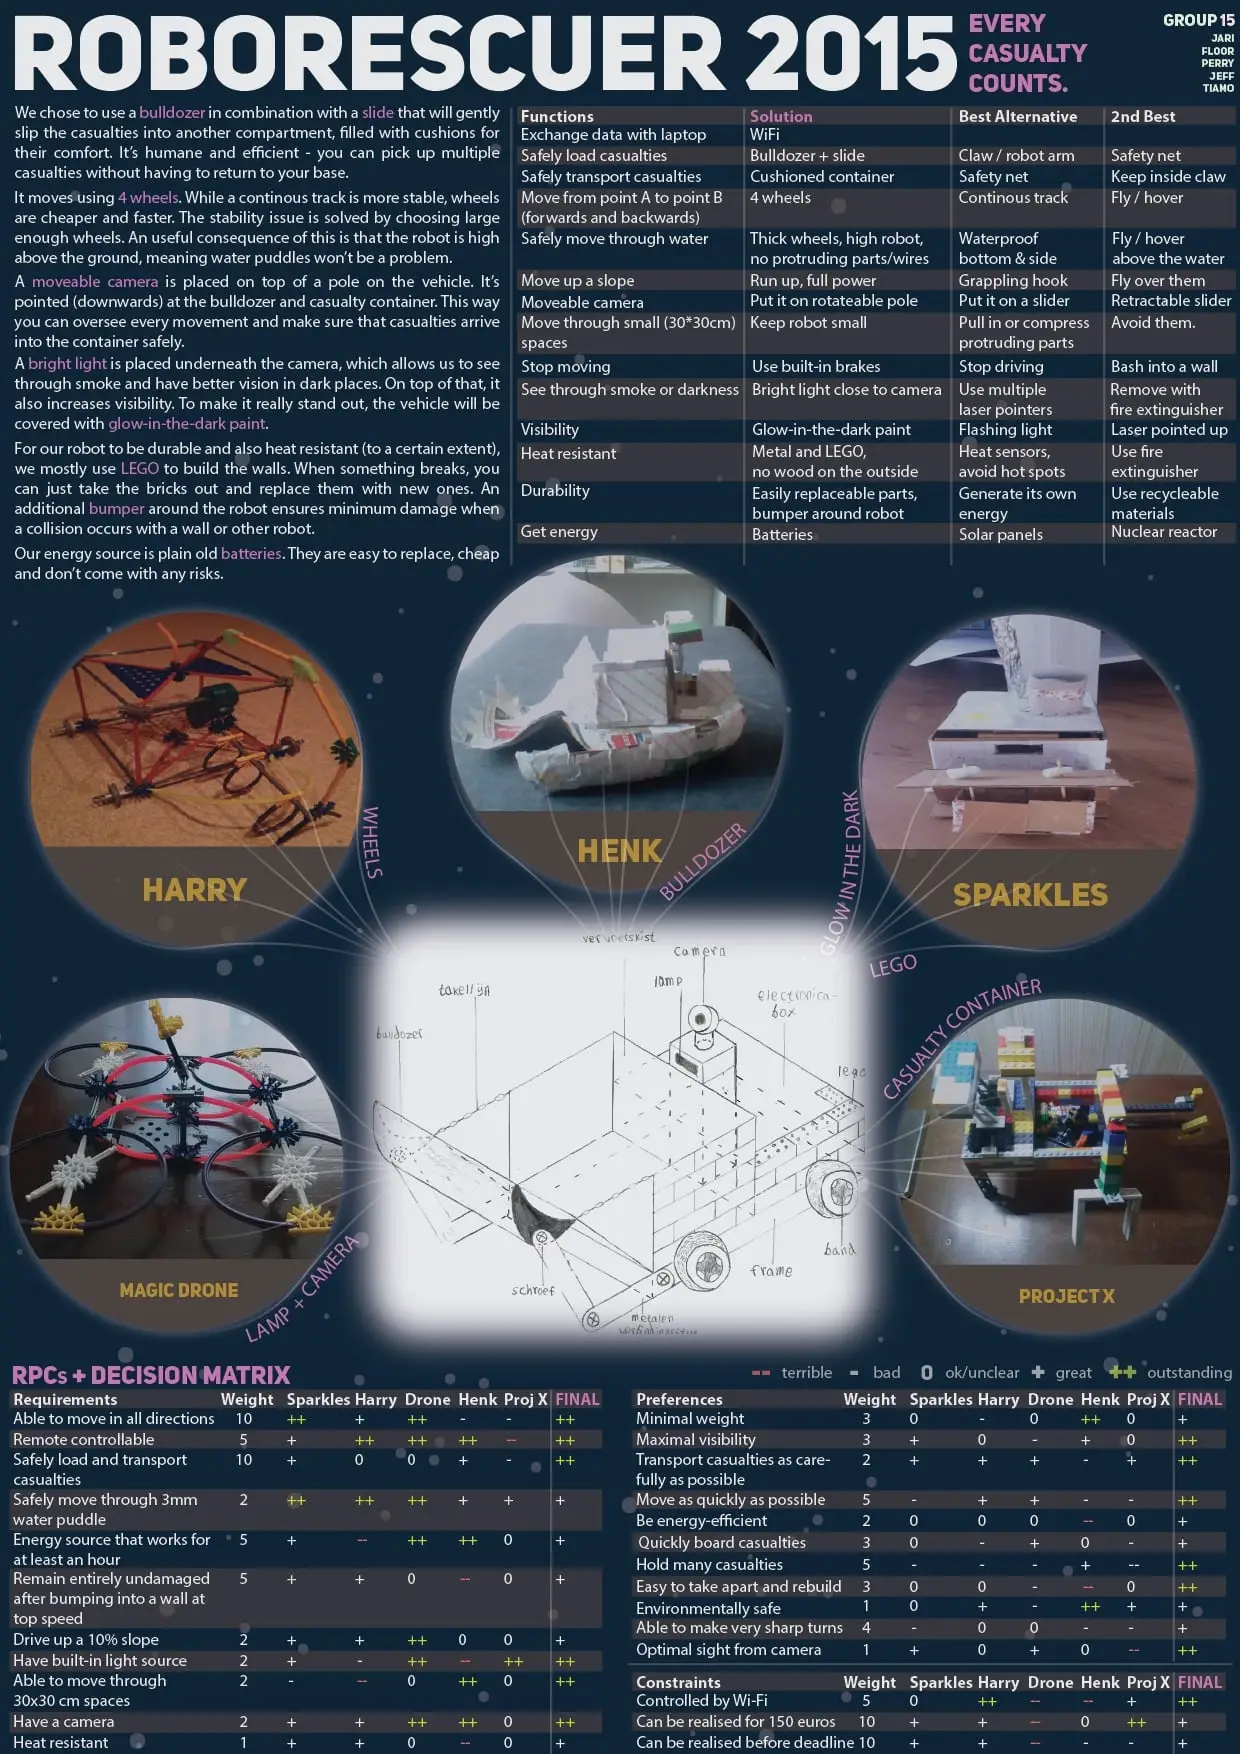 ROBORESCUER 2015
EVERY
CASUALTY
COUNTS.
GROUP 15
JARI
FLOOR
PERRY
JEFF
TIAMO
We chose to use a bulldozer in combination with a slide that will gently
slip the casualties into another compartment, filled with cushions for
their comfort. It's humane and efficient - you can pick up multiple
casualties without having to return to your base.
It moves using 4 wheels. While a continous track is more stable, wheels
are cheaper and faster. The stability issue is solved by choosing large
enough wheels. An useful consequence of this is that the robot is high
above the ground, meaning water puddles won't be a problem.
A moveable camera is placed on top of a pole on the vehicle. It's
pointed (downwards) at the bulldozer and casualty container. This way
you can oversee every movement and make sure that casualties arrive
into the container safely.
A bright light is placed underneath the camera, which allows us to see
through smoke and have better vision in dark places. On top of that, it
also increases visibility. To make it really stand out, the vehicle will be
covered with glow-in-the-dark paint.
For our robot to be durable and also heat resistant (to a certain extent),
we mostly use LEGO to build the walls. When something breaks, you
can just take the bricks out and replace them with new ones. An
additional bumper around the robot ensures minimum damage when
a collision occurs with a wall or other robot.
Our energy source is plain old batteries. They are easy to replace, cheap
and don't come with any risks.
Functions Solution Best Alternative 2nd Best
Exchange data with laptop WiFi
Safely load casualties Bulldozer + slide Claw / robot arm Safety net
Safely transport casualties Cushioned container Safety net Keep inside claw
Move from point A to point B 4 wheels Continous track Fly / hover
(forwards and backwards)
Safely move through water Thick wheels, high robot, Waterproof Fly / hover
no protruding parts/wires bottom & side above the water
Move up a slope Run up, full power Grappling hook Fly over them
Moveable camera Put it on rotateable pole Put it on a slider Retractable slider
Move through small (30*30cm) Keep robot small Pull in or compress Avoid them.
spaces protruding parts
Stop moving Use built-in brakes Stop driving Bash into a wall
See through smoke or darkness Bright light close to camera Use multiple Remove with
laser pointers fire extinguisher
Visibility Glow-in-the-dark paint Flashing light Laser pointed up
Heat resistant Metal and LEGO, Heat sensors, Use fire
no wood on the outside avoid hot spots extinguisher
Durability Easily replaceable parts, Generate its own Use recycleable
bumper around robot energy materials
Get energy Batteries Solar panels Nuclear reactor
HARRY
WHEELS
HENK
BULLDOZER
GLOW IN THE DARK
SPARKLES
LEGO
CASUALTY CONTAINER
MAGIC DRONE
LAMP + CAMERA
PROJECT X
vervoerskist
camera
lamp
takellijn
electronica-
box
bulldozer
lego
band
frame
schroef
metalen
RPCs + DECISION MATRIX
-- terrible - bad 0 ok/unclear + great ++ outstanding
Requirements Weight Sparkles Harry Drone Henk Proj X FINAL
Able to move in all directions 10 ++ + ++ - - ++
Remote controllable 5 + ++ ++ ++ -- ++
Safely load and transport 10 + 0 0 + - ++
casualties
Safely move through 3mm 2 ++ ++ ++ + + +
water puddle
Energy source that works for 5 + -- ++ ++ 0 +
at least an hour
Remain entirely undamaged 5 + + 0 -- 0 +
after bumping into a wall at
top speed
Drive up a 10% slope 2 + + ++ 0 0 +
Have built-in light source 2 + - ++ -- ++ ++
Able to move through 2 - -- 0 ++ 0 ++
30x30 cm spaces
Have a camera 2 + + ++ ++ 0 ++
Heat resistant 1 + + 0 -- 0 +
Preferences Weight Sparkles Harry Drone Henk Proj X FINAL
Minimal weight 3 0 - 0 ++ 0 +
Maximal visibility 3 + 0 - + 0 ++
Transport casualties as care- 2 + + + - + ++
fully as possible
Move as quickly as possible 5 - + + - - ++
Be energy-efficient 2 0 0 0 -- 0 +
Quickly board casualties 3 0 - + 0 - +
Hold many casualties 5 - - - + -- ++
Easy to take apart and rebuild 3 0 0 - -- 0 ++
Environmentally safe 1 0 + - ++ + +
Able to make very sharp turns 4 - 0 0 - - +
Optimal sight from camera 1 + 0 + 0 -- ++
Constraints Weight Sparkles Harry Drone Henk Proj X FINAL
Controlled by Wi-Fi 5 0 ++ -- -- + ++
Can be realised for 150 euros 10 + + -- 0 ++ +
Can be realised before deadline 10 + + -- - - +